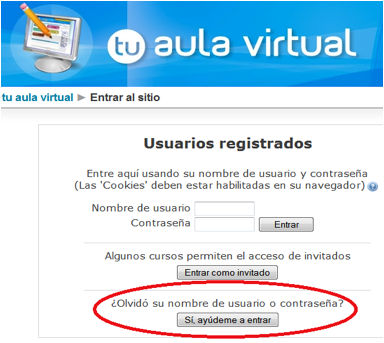 tu aula virtual
tu aula virtual ► Entrar al sitio
Usuarios registrados
Entre aquí usando su nombre de usuario y contraseña
(Las 'Cookies' deben estar habilitadas en su navegador) ?
Nombre de usuario
Contraseña Entrar
Algunos cursos permiten el acceso de invitados
Entrar como invitado
¿Olvidó su nombre de usuario o contraseña?
Sí, ayúdeme a entrar